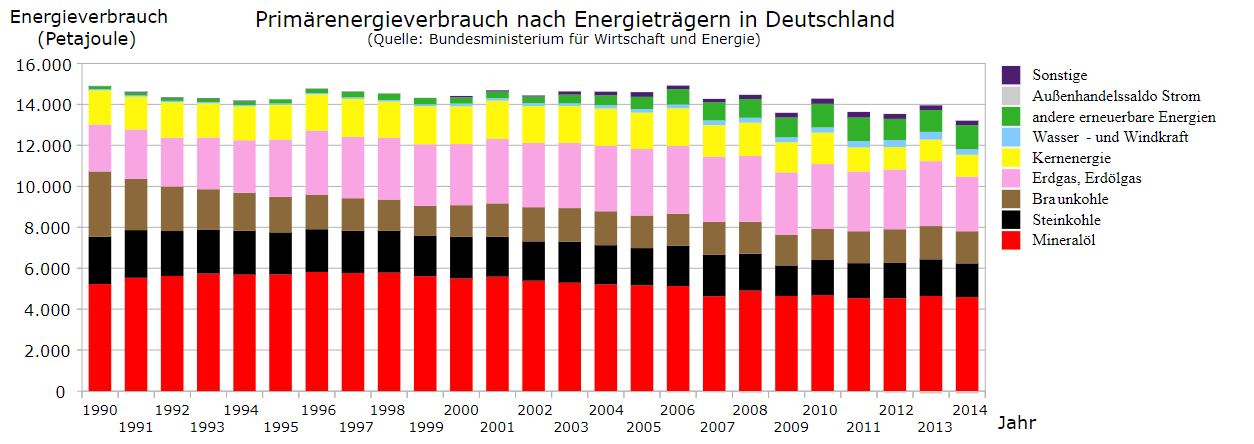 Energieverbrauch
(Petajoule)
Primärenergieverbrauch nach Energieträgern in Deutschland
(Quelle: Bundesministerium für Wirtschaft und Energie)
16.000
14.000
12.000
10.000
8.000
6.000
4.000
2.000
0
1990 1992 1994 1996 1998 2000 2002 2004 2006 2008 2010 2012 2014
1991 1993 1995 1997 1999 2001 2003 2005 2007 2009 2011 2013
Jahr
Sonstige
Außenhandelssaldo Strom
andere erneuerbare Energien
Wasser - und Windkraft
Kernenergie
Erdgas, Erdölgas
Braunkohle
Steinkohle
Mineralöl